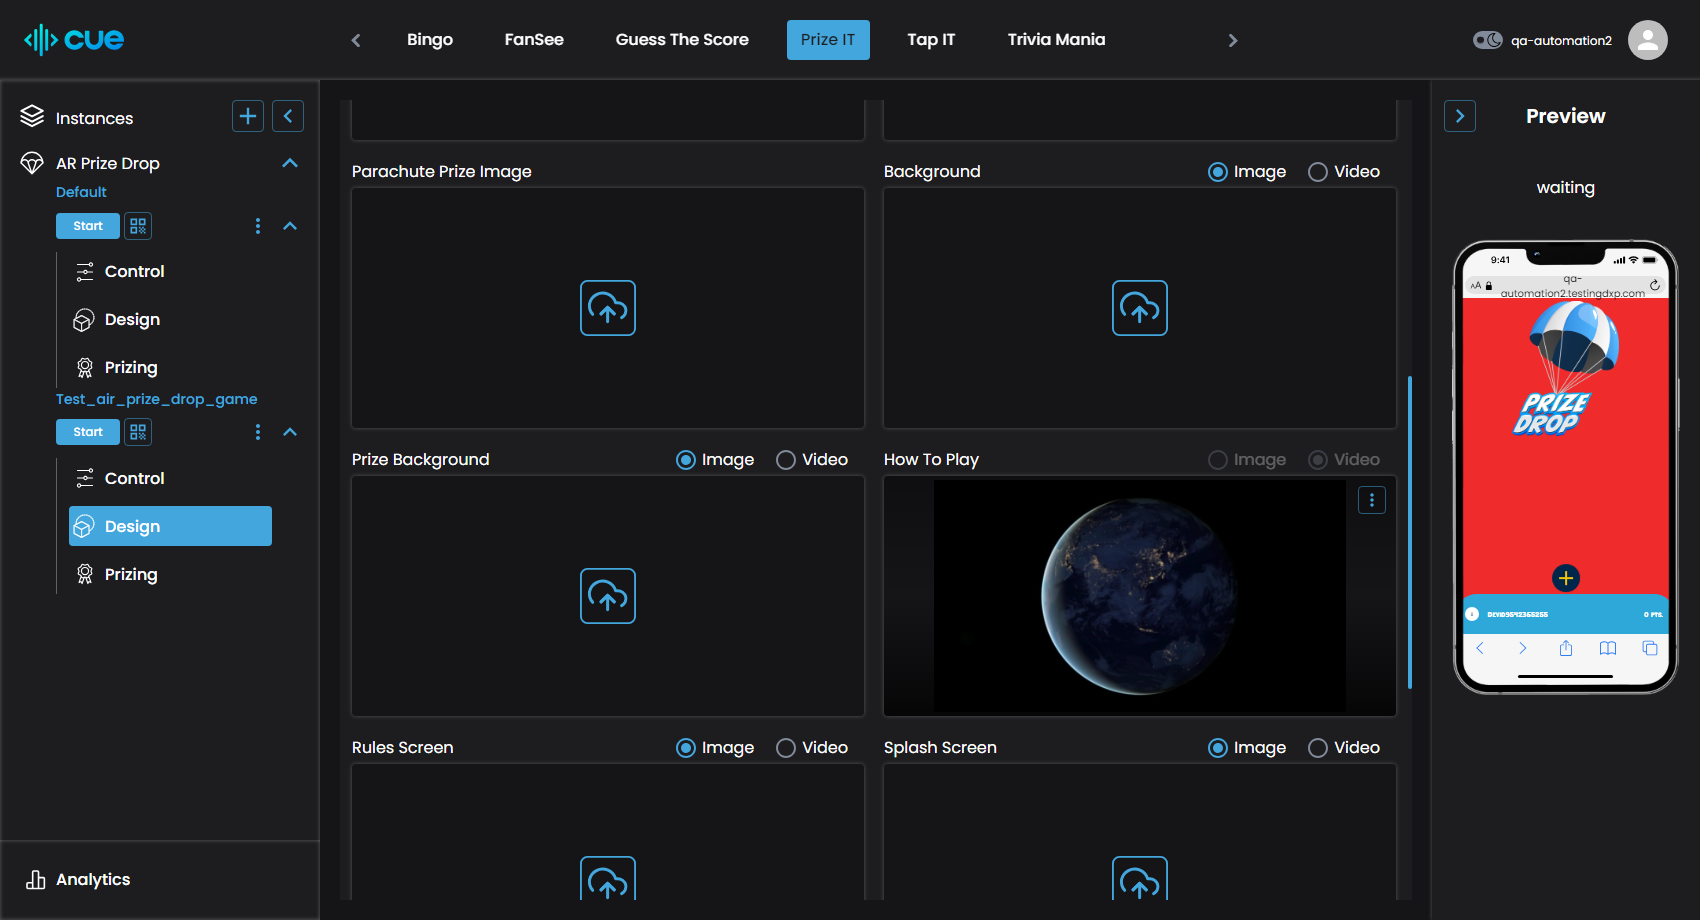 cue
Bingo
FanSee
Guess The Score
Prize IT
Tap IT
Trivia Mania
qa-automation2
Instances
AR Prize Drop
Default
Start
Control
Design
Prizing
Test_air_prize_drop_game
Start
Control
Design
Prizing
Analytics
Parachute Prize Image
Background
Image
Video
Prize Background
Image
Video
How To Play
Image
Video
Rules Screen
Image
Video
Splash Screen
Image
Video
Preview
waiting
9:41
AA
qa-
automation2.testingdxp.com
PRIZE
DROP
0 PTS.